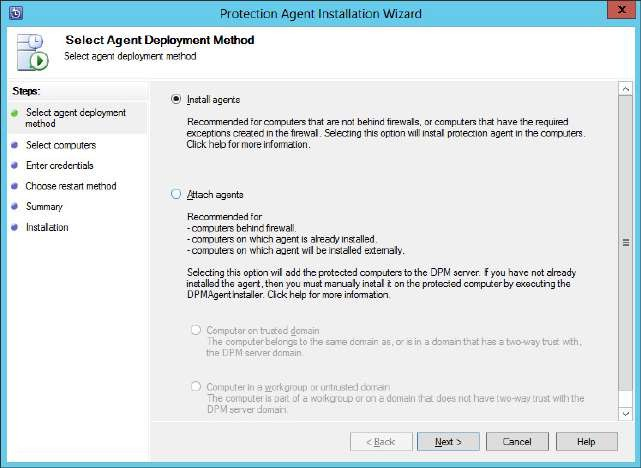 Protection Agent Installation Wizard
x
Select Agent Deployment Method
Select agent deployment method
Steps:
Select agent deployment
method
Select computers
Enter credentials
Choose restart method
Summary
Installation
Install agents
Recommended for computers that are not behind firewalls, or computers that have the required
exceptions created in the firewall. Selecting this option will install protection agent in the computers.
Click help for more information.
Attach agents
Recommended for
- computers behind firewall.
- computers on which agent is already installed.
- computers on which agent will be installed externally.
Selecting this option will add the protected computers to the DPM server. If you have not already
installed the agent, then you must manually install it on the protected computer by executing the
DPMAgentInstaller. Click help for more information.
Computer on trusted domain
The computer belongs to the same domain as, or is in a domain that has a two-way trust with,
the DPM server domain.
Computer in a workgroup or untrusted domain
The computer is part of a workgroup or on a domain that does not have two-way trust with the
DPM server domain.
< Back
Next >
Cancel
Help